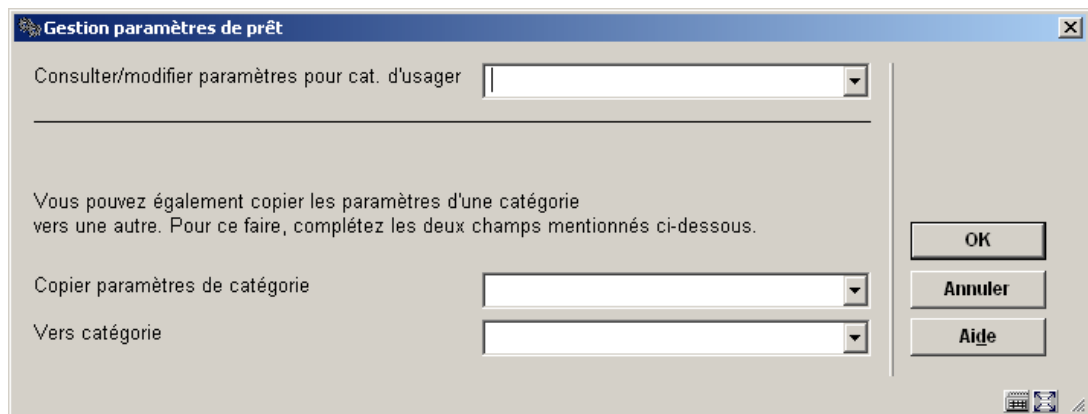 Gestion paramètres de prêt
Consulter/modifier paramètres pour cat. d'usager
Vous pouvez également copier les paramètres d'une catégorie
vers une autre. Pour ce faire, complétez les deux champs mentionnés ci-dessous.
OK
Copier paramètres de catégorie
Annuler
Vers catégorie
Aide